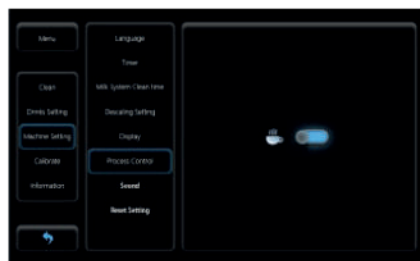 Menu
Clean
Drinks Setting
Machine Setting
Calibrate
Information
Language
Timer
Milk System Clean time
Descaling Setting
Display
Process Control
Sound
Reset Setting